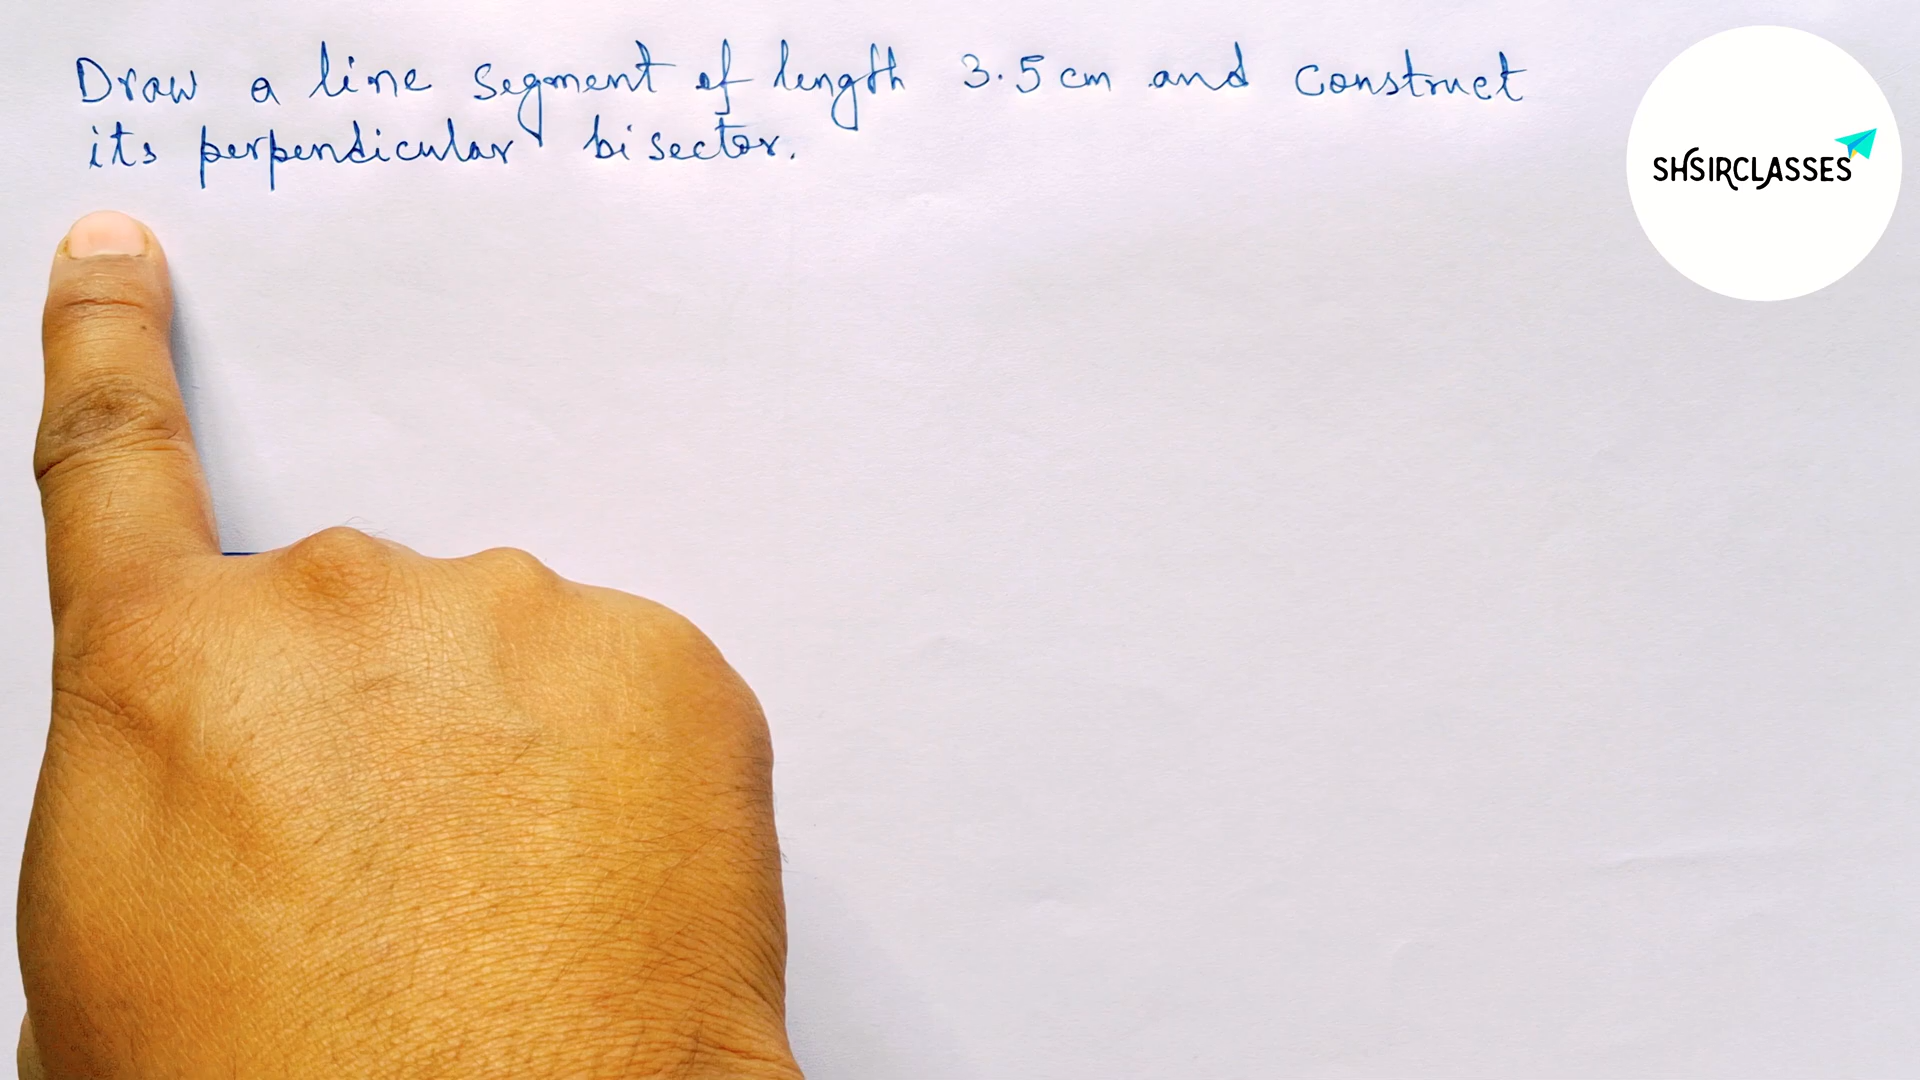 Draw a line segment of length 3.5 cm and construct
its perpendicular bisector.
SHSIRCLASSES